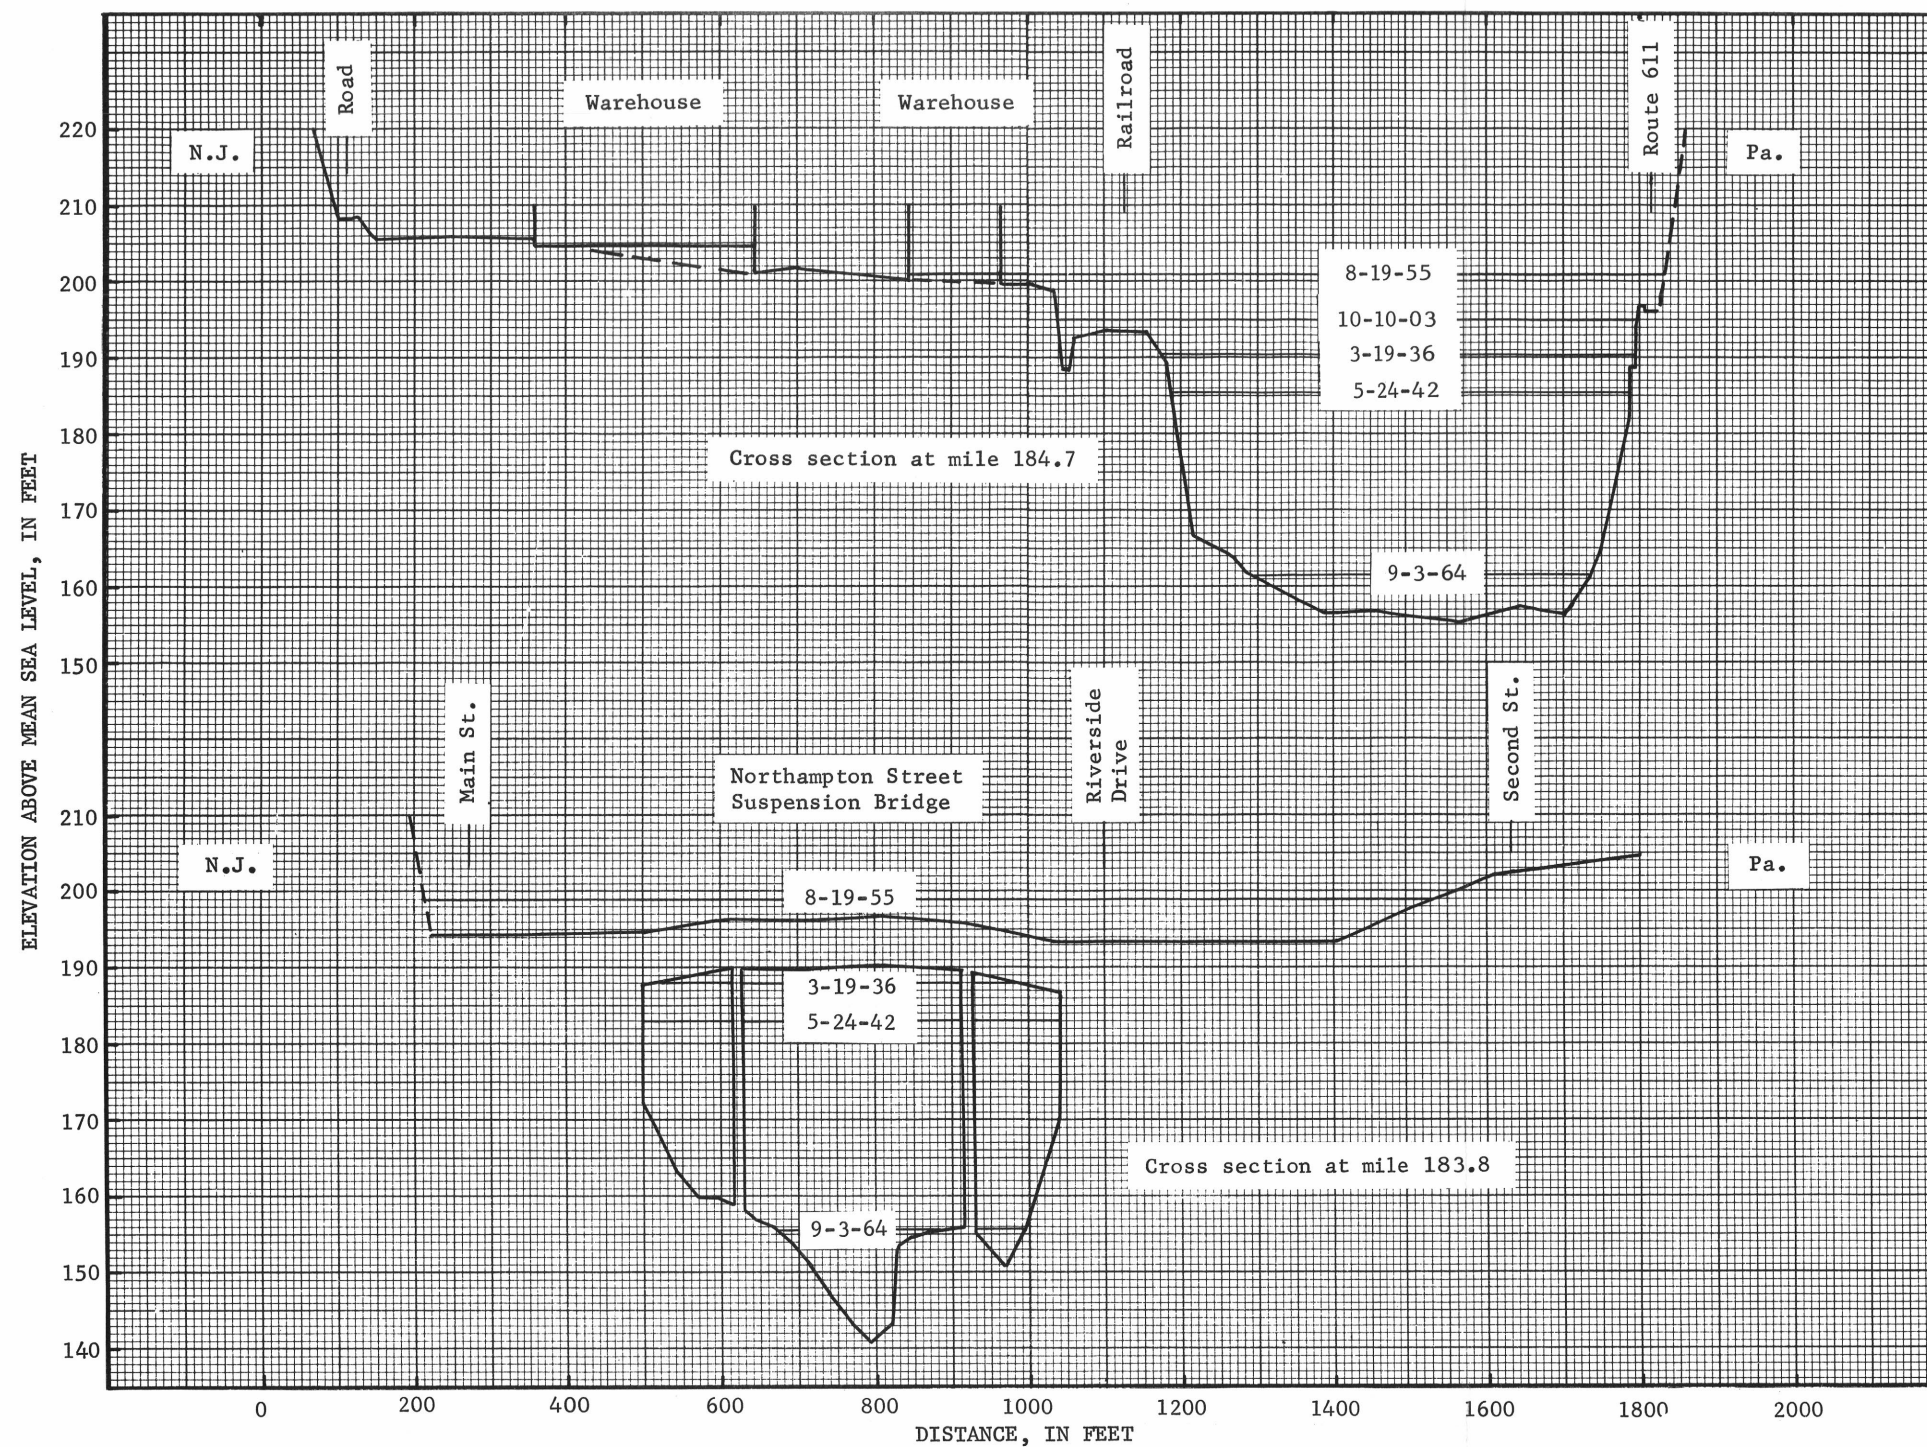 Road
Warehouse
Warehouse
Railroad
Route 611
N.J.
Pa.
220
210
200
190
180
170
160
150
8-19-55
10-10-03
3-19-36
5-24-42
Cross section at mile 184.7
9-3-64
ELEVATION ABOVE MEAN SEA LEVEL, IN FEET
Main St.
Northampton Street
Suspension Bridge
Riverside
Drive
Second St.
N.J.
Pa.
210
200
190
180
170
160
150
140
8-19-55
3-19-36
5-24-42
Cross section at mile 183.8
9-3-64
0 200 400 600 800 1000 1200 1400 1600 1800 2000
DISTANCE, IN FEET